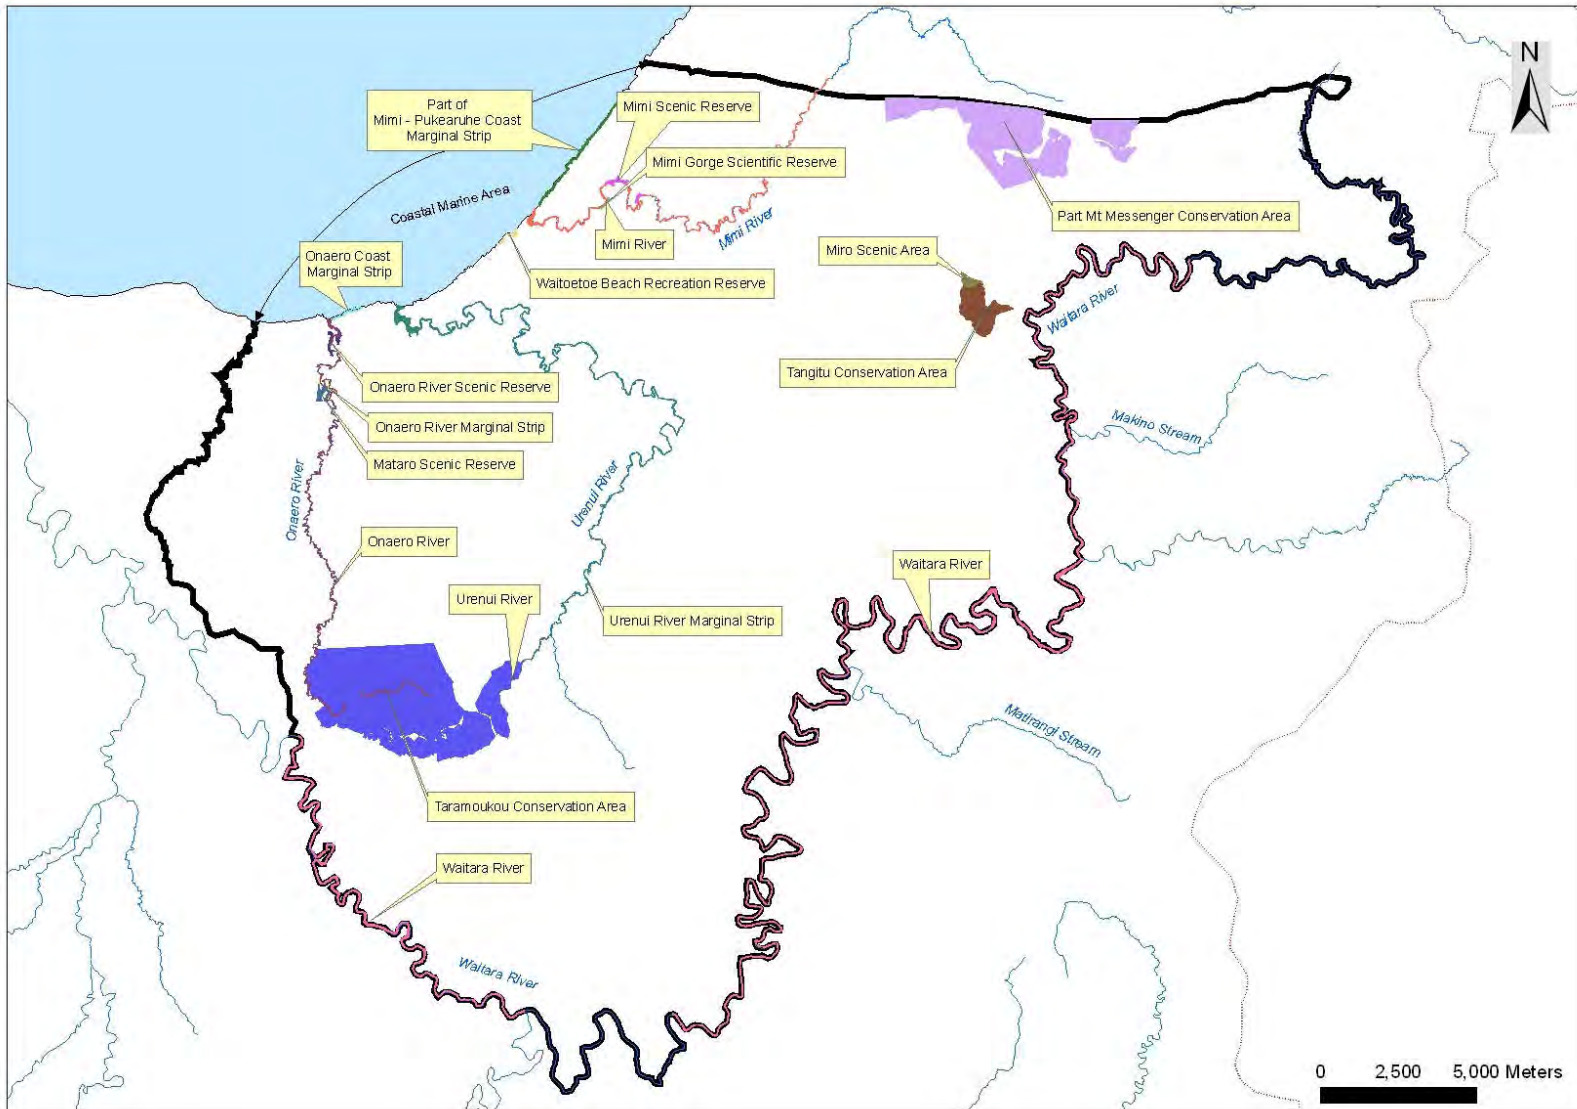 N
Part of
Mimi - Pukearuhe Coast
Marginal Strip
Mimi Scenic Reserve
Mimi Gorge Scientific Reserve
Coastal Marine Area
Part Mt Messenger Conservation Area
Mimi River
Mimi River
Onaero Coast
Marginal Strip
Miro Scenic Area
Waitoetoe Beach Recreation Reserve
Waitara River
Tangitu Conservation Area
Onaero River Scenic Reserve
Onaero River Marginal Strip
Makino Stream
Mataro Scenic Reserve
Onaero River
Urenui River
Onaero River
Waitara River
Urenui River
Urenui River Marginal Strip
Matirangi Stream
Taramoukou Conservation Area
Waitara River
Waitara River
0 2,500 5,000 Meters